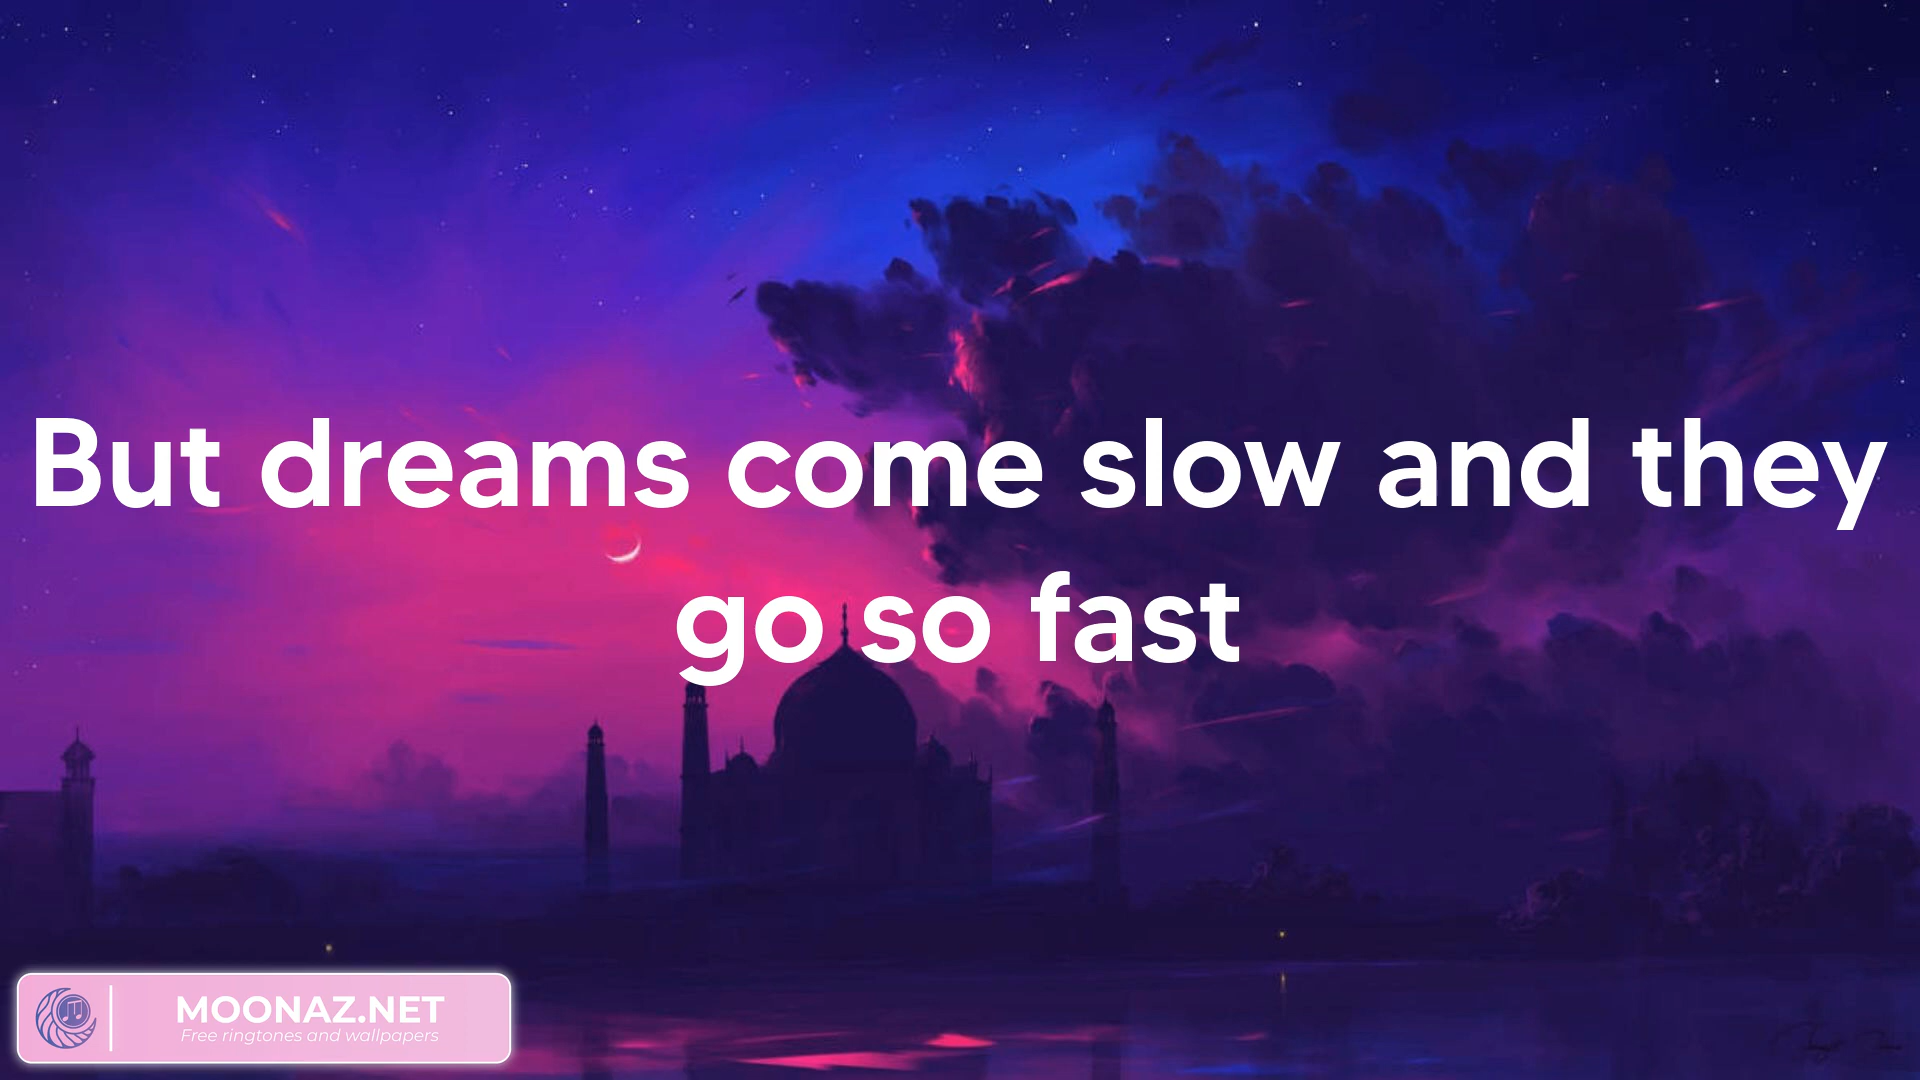 But dreams come slow and they
go so fast
MOONAZ.NET
Free ringtones and wallpapers